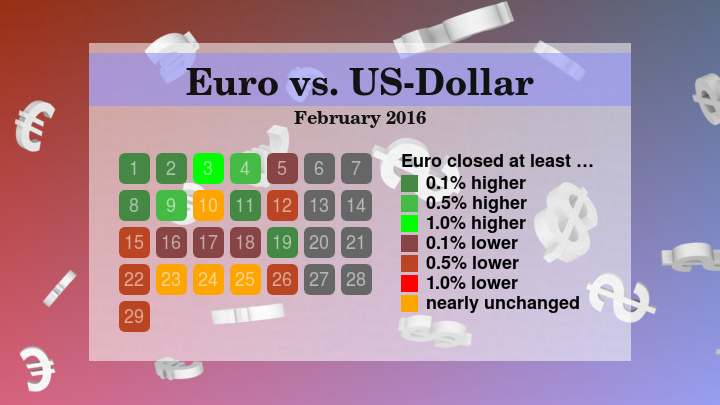 Euro vs. US-Dollar
February 2016
1 2 3 4 5 6 7
8 9 10 11 12 13 14
15 16 17 18 19 20 21
22 23 24 25 26 27 28
29
Euro closed at least …
0.1% higher
0.5% higher
1.0% higher
0.1% lower
0.5% lower
1.0% lower
nearly unchanged